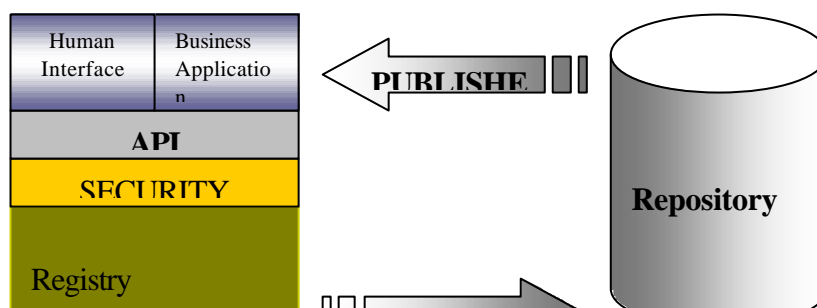 Human
Interface
Business
Applicatio
n
PUBLISHE
API
SECURITY
Repository
Registry